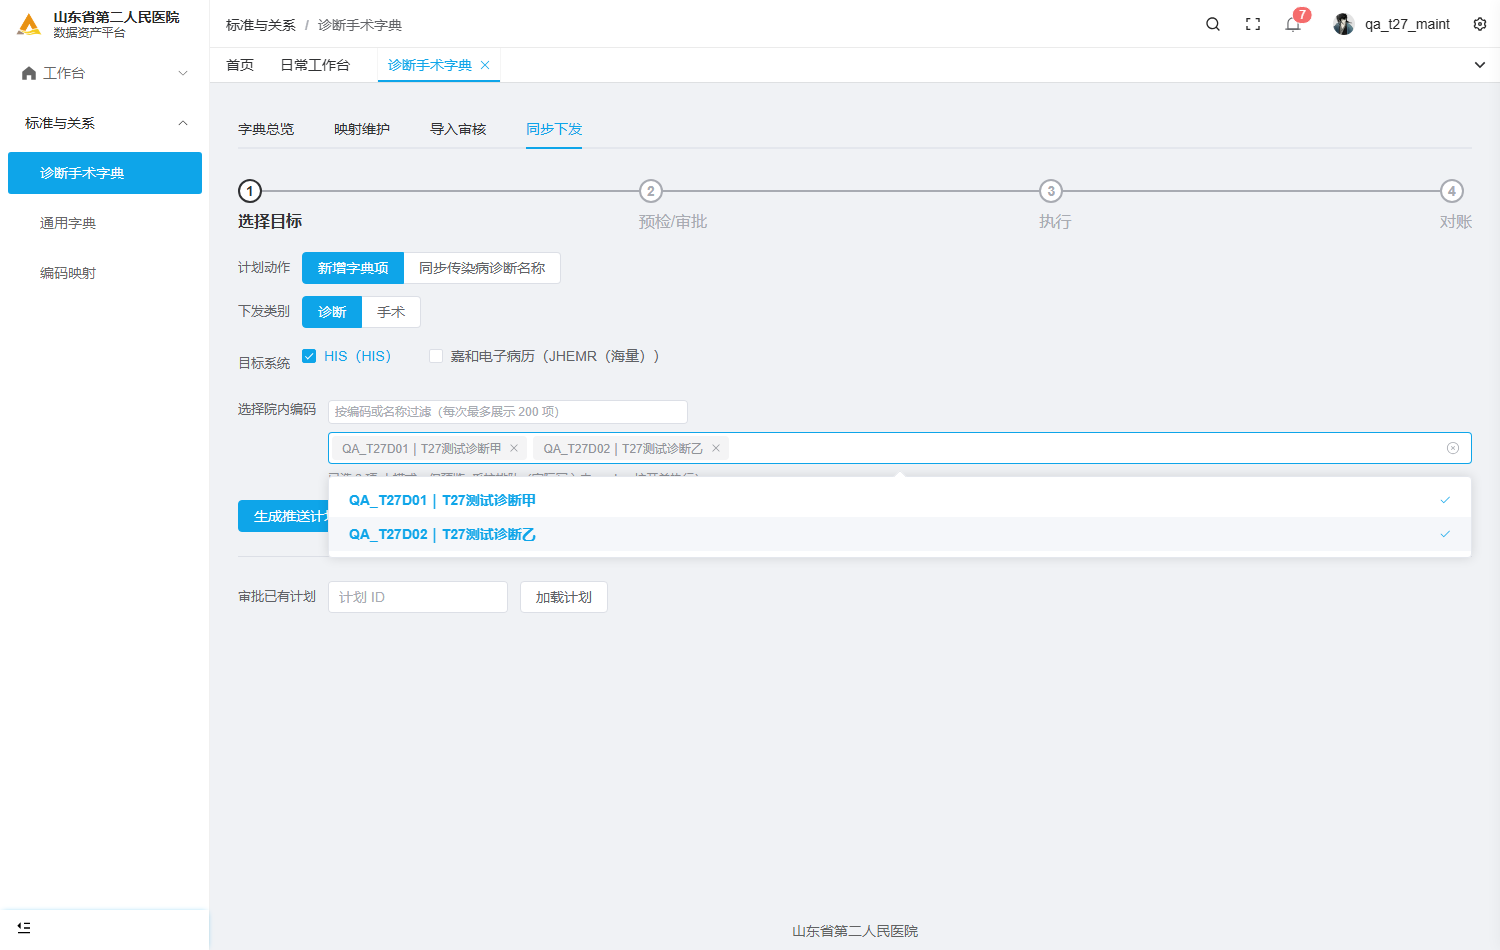 山东省第二人民医院
数据资产平台
标准与关系 / 诊断手术字典
7
qa_t27_maint
工作台
首页
日常工作台
诊断手术字典
标准与关系
诊断手术字典
通用字典
编码映射
字典总览
映射维护
导入审核
同步下发
1
2
3
4
选择目标
预检/审批
执行
对账
计划动作
新增字典项
同步传染病诊断名称
下发类别
诊断
手术
目标系统
HIS（HIS）
嘉和电子病历（JHEMR（海量））
选择院内编码
按编码或名称过滤（每次最多展示 200 项）
QA_T27D01｜T27测试诊断甲
QA_T27D02｜T27测试诊断乙
QA_T27D01｜T27测试诊断甲
QA_T27D02｜T27测试诊断乙
生成推送计
审批已有计划
计划 ID
加载计划
山东省第二人民医院